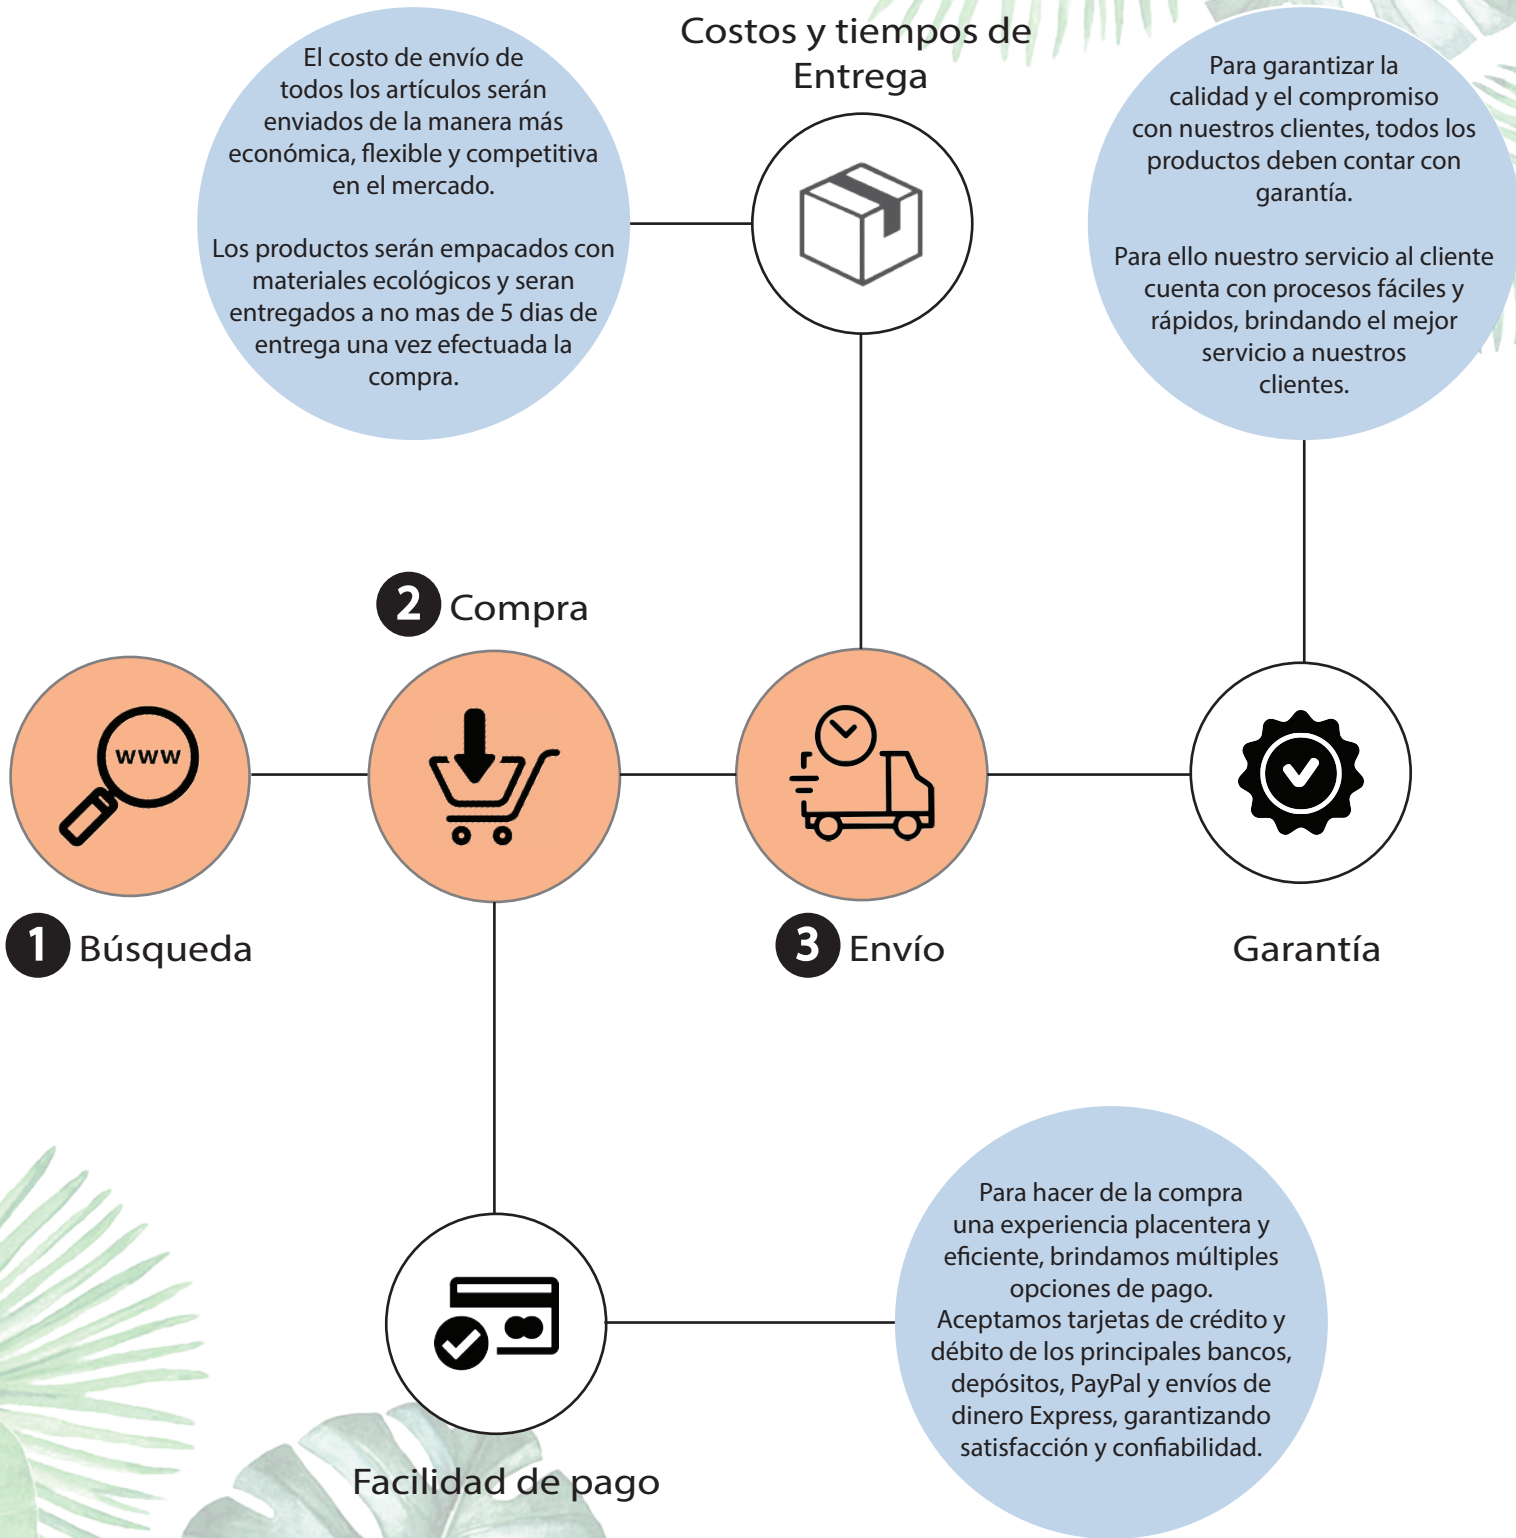 Costos y tiempos de
Entrega
El costo de envío de
todos los artículos serán
enviados de la manera más
económica, flexible y competitiva
en el mercado.
Los productos serán empacados con
materiales ecológicos y seran
entregados a no mas de 5 dias de
entrega una vez efectuada la
compra.
Para garantizar la
calidad y el compromiso
con nuestros clientes, todos los
productos deben contar con
garantía.
Para ello nuestro servicio al cliente
cuenta con procesos fáciles y
rápidos, brindando el mejor
servicio a nuestros
clientes.
2 Compra
www
1 Búsqueda
3 Envío
Garantía
Para hacer de la compra
una experiencia placentera y
eficiente, brindamos múltiples
opciones de pago.
Aceptamos tarjetas de crédito y
débito de los principales bancos,
depósitos, PayPal y envíos de
dinero Express, garantizando
satisfacción y confiabilidad.
Facilidad de pago